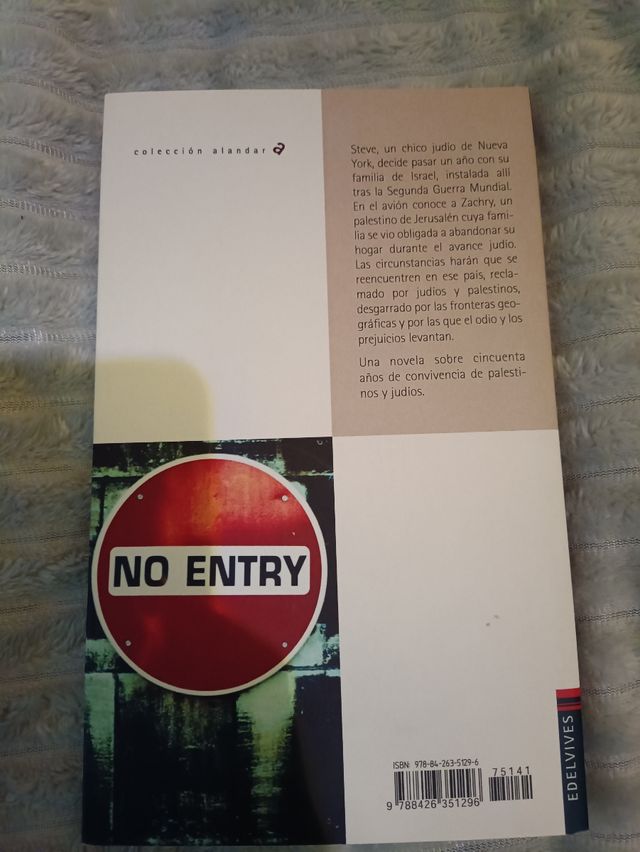 colección alandar a
Steve, un chico judío de Nueva
York, decide pasar un año con su
familia de Israel, instalada allí
tras la Segunda Guerra Mundial.
En el avión conoce a Zachry, un
palestino de Jerusalén cuya fami-
lia se vio obligada a abandonar su
hogar durante el avance judío.
Las circunstancias harán que se
reencuentren en ese país, recla-
mado por judíos y palestinos,
desgarrado por las fronteras geo-
gráficas y por las que el odio y los
prejuicios levantan.
Una novela sobre cincuenta
años de convivencia de palesti-
nos y judíos.
NO ENTRY
ISBN: 978-84-263-5129-6
75141
9 788426 351296
EDELVIVES